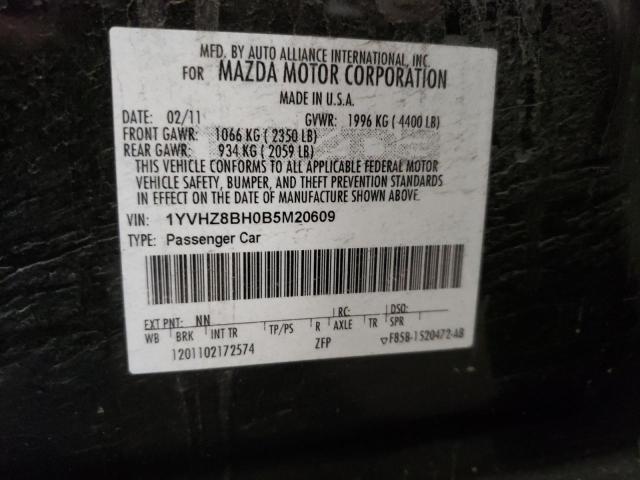 MFD. BY AUTO ALLIANCE INTERNATIONAL, INC.
FOR MAZDA MOTOR CORPORATION
MADE IN U.S.A.
DATE: 02/11 GVWR: 1996 KG (4400 LB)
FRONT GAWR: 1066 KG ( 2350 LB)
REAR GAWR: 934 KG ( 2059 LB)
THIS VEHICLE CONFORMS TO ALL APPLICABLE FEDERAL MOTOR
VEHICLE SAFETY, BUMPER, AND THEFT PREVENTION STANDARDS
IN EFFECT ON THE DATE OF MANUFACTURE SHOWN ABOVE.
VIN: 1YVHZ8BH0B5M20609
TYPE: Passenger Car
EXT PNT: NN RC: DSO:
WB BRK INT TR TP/PS R AXLE TR SPR
1201102172574 ZFP ▽F85B-1520472-AB